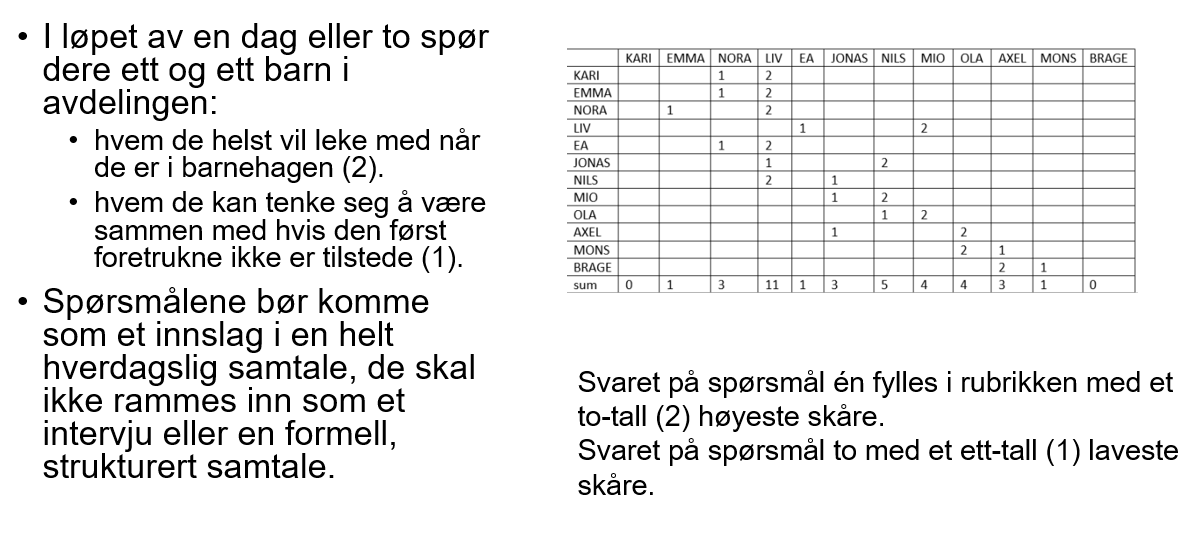 • I løpet av en dag eller to spør
dere ett og ett barn i
avdelingen:
• hvem de helst vil leke med når
de er i barnehagen (2).
• hvem de kan tenke seg å være
sammen med hvis den først
foretrukne ikke er tilstede (1).
• Spørsmålene bør komme
som et innslag i en helt
hverdagslig samtale, de skal
ikke rammes inn som et
intervju eller en formell,
strukturert samtale.
KARI EMMA NORA LIV EA JONAS NILS MIO OLA AXEL MONS BRAGE
KARI 1 2
EMMA 1 2
NORA 1 2
LIV 1 2
EA 1 2
JONAS 1 2
NILS 2 1
MIO 1 2
OLA 1 2
AXEL 1 2
MONS 2 1
BRAGE 2 1
sum 0 1 3 11 1 3 5 4 4 3 1 0
Svaret på spørsmål én fylles i rubrikken med et
to-tall (2) høyeste skåre.
Svaret på spørsmål to med et ett-tall (1) laveste
skåre.